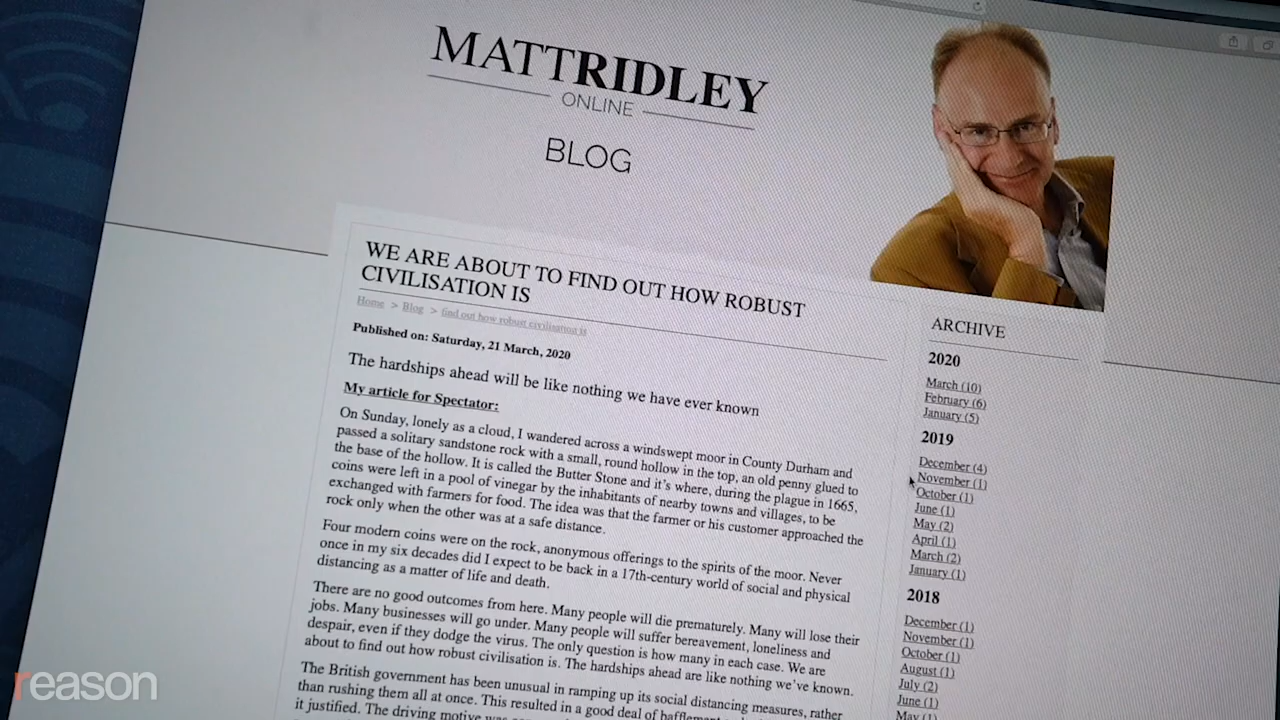 MATTRIDLEY
ONLINE
BLOG
WE ARE ABOUT TO FIND OUT HOW ROBUST
CIVILISATION IS
Home > Blog > find out how robust civilisation is
Published on: Saturday, 21 March, 2020
The hardships ahead will be like nothing we have ever known
My article for Spectator:
On Sunday, lonely as a cloud, I wandered across a windswept moor in County Durham and
passed a solitary sandstone rock with a small, round hollow in the top, an old penny glued to
the base of the hollow. It is called the Butter Stone and it's where, during the plague in 1665,
coins were left in a pool of vinegar by the inhabitants of nearby towns and villages, to be
exchanged with farmers for food. The idea was that the farmer or his customer approached the
rock only when the other was at a safe distance.
Four modern coins were on the rock, anonymous offerings to the spirits of the moor. Never
once in my six decades did I expect to be back in a 17th-century world of social and physical
distancing as a matter of life and death.
There are no good outcomes from here. Many people will die prematurely. Many will lose their
jobs. Many businesses will go under. Many people will suffer bereavement, loneliness and
despair, even if they dodge the virus. The only question is how many in each case. We are
about to find out how robust civilisation is. The hardships ahead are like nothing we've known.
The British government has been unusual in ramping up its social distancing measures, rather
than rushing them all at once. This resulted in a good deal of bafflement
it justified. The driving motive was
ARCHIVE
2020
March (10)
February (6)
January (5)
2019
December (4)
November (1)
October (1)
June (1)
May (2)
April (1)
March (2)
January (1)
2018
December (1)
November (1)
October (1)
August (1)
July (2)
June (1)
May (1)
reason